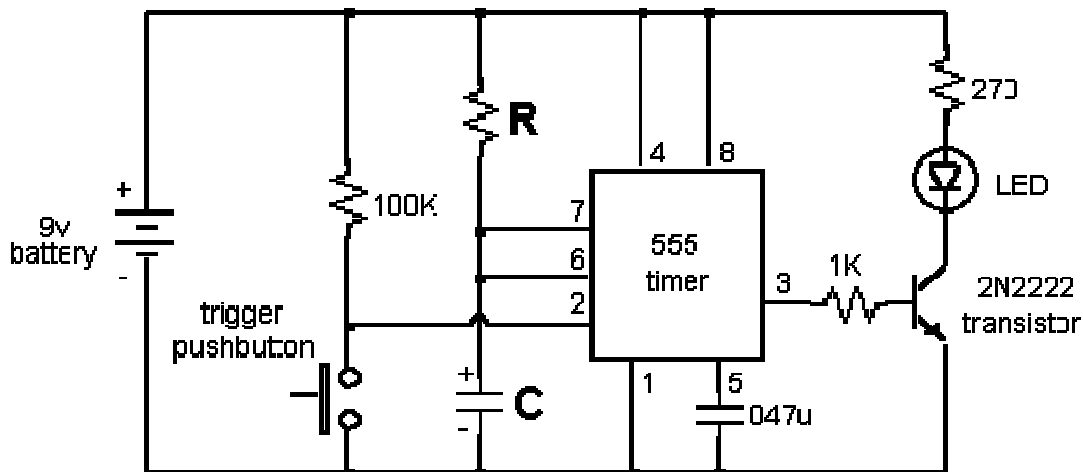 R
270
4
8
+
100K
LED
9v
battery
7
555
timer
6
1K
3
2
2N2222
transistor
-
trigger
pushbutton
+
C
-
1
5
047u